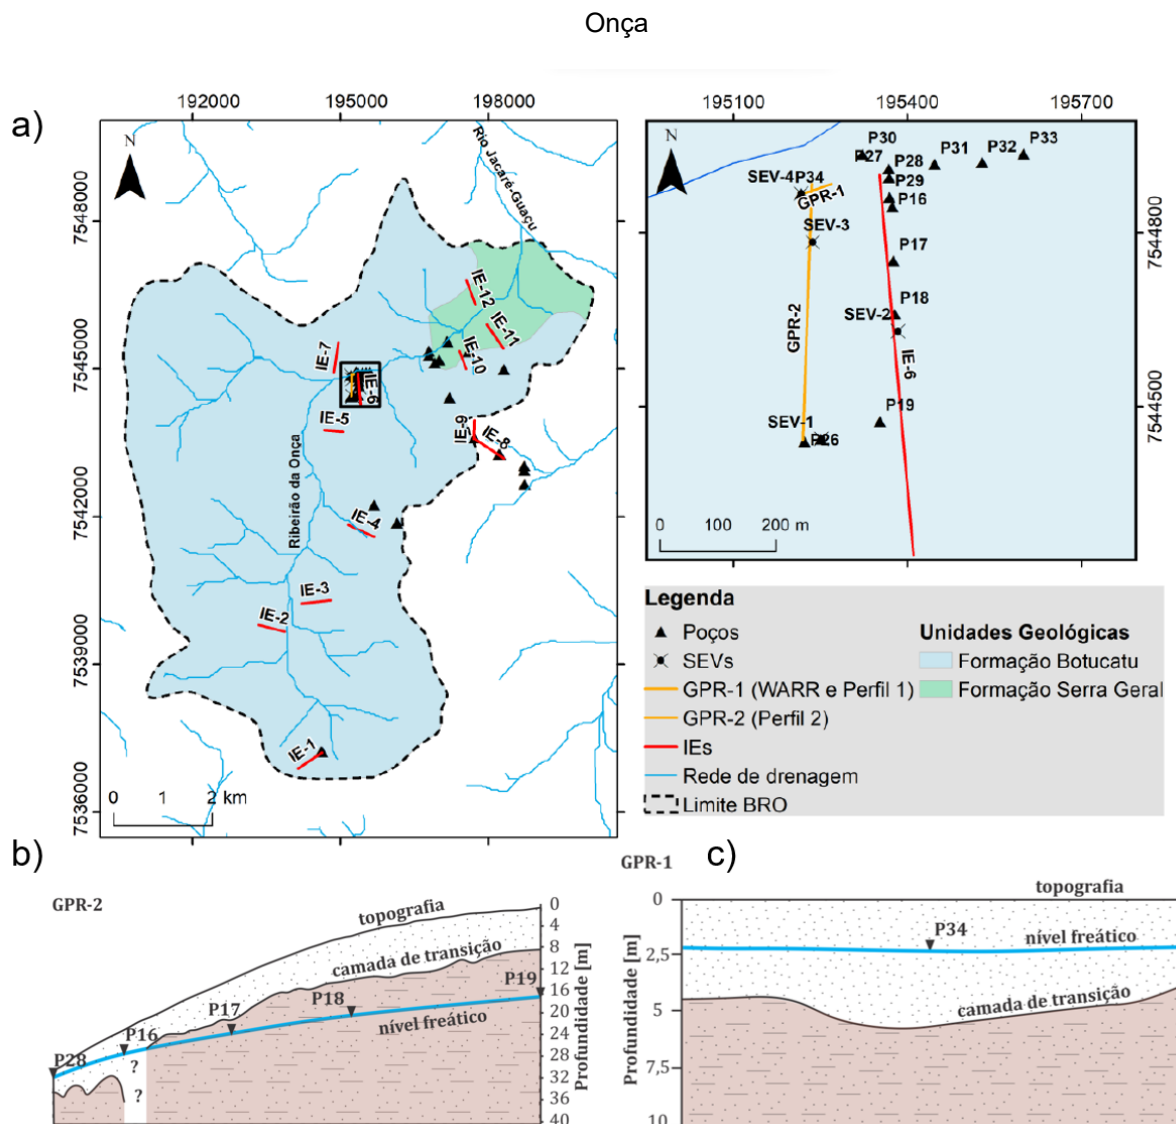 Onça
a)
192000 195000 198000
N
Rio Jacaré-Guaçu
7548000
7545000
7542000
7539000
7536000
IE-12
IE-11
IE-10
IE-7
IE-6
IE-5
IE-9
IE-8
Ribeirão da Onça
IE-4
IE-3
IE-2
IE-1
0 1 2 km
195100 195400 195700
N
P30
P27
P28
P31
P32
P33
P29
SEV-4
P34
GPR-1
P16
SEV-3
P17
P18
SEV-2
GPR-2
IE-6
P19
SEV-1
P26
7544800
7544500
0 100 200 m
Legenda
Poços
SEVs
GPR-1 (WARR e Perfil 1)
GPR-2 (Perfil 2)
IEs
Rede de drenagem
Limite BRO
Unidades Geológicas
Formação Botucatu
Formação Serra Geral
b)
GPR-2
topografia
camada de transição
nível freático
P28
P16
P17
P18
P19
?
?
0
4
8
12
16
20
24
28
32
36
40
Profundidade [m]
c)
GPR-1
topografia
P34
nível freático
camada de transição
0
2,5
5
7,5
10
Profundidade [m]